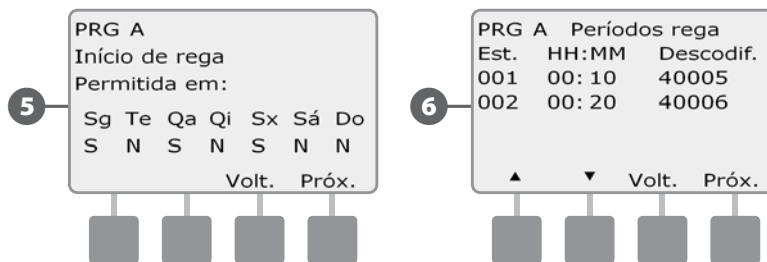 5
PRG A
Início de rega
Permitida em:
Sg Te Qa Qi Sx Sá Do
S N S N S N N
Volt. Próx.
6
PRG A Períodos rega
Est. HH:MM Descodif.
001 00:10 40005
002 00:20 40006
▲ ▼ Volt. Próx.